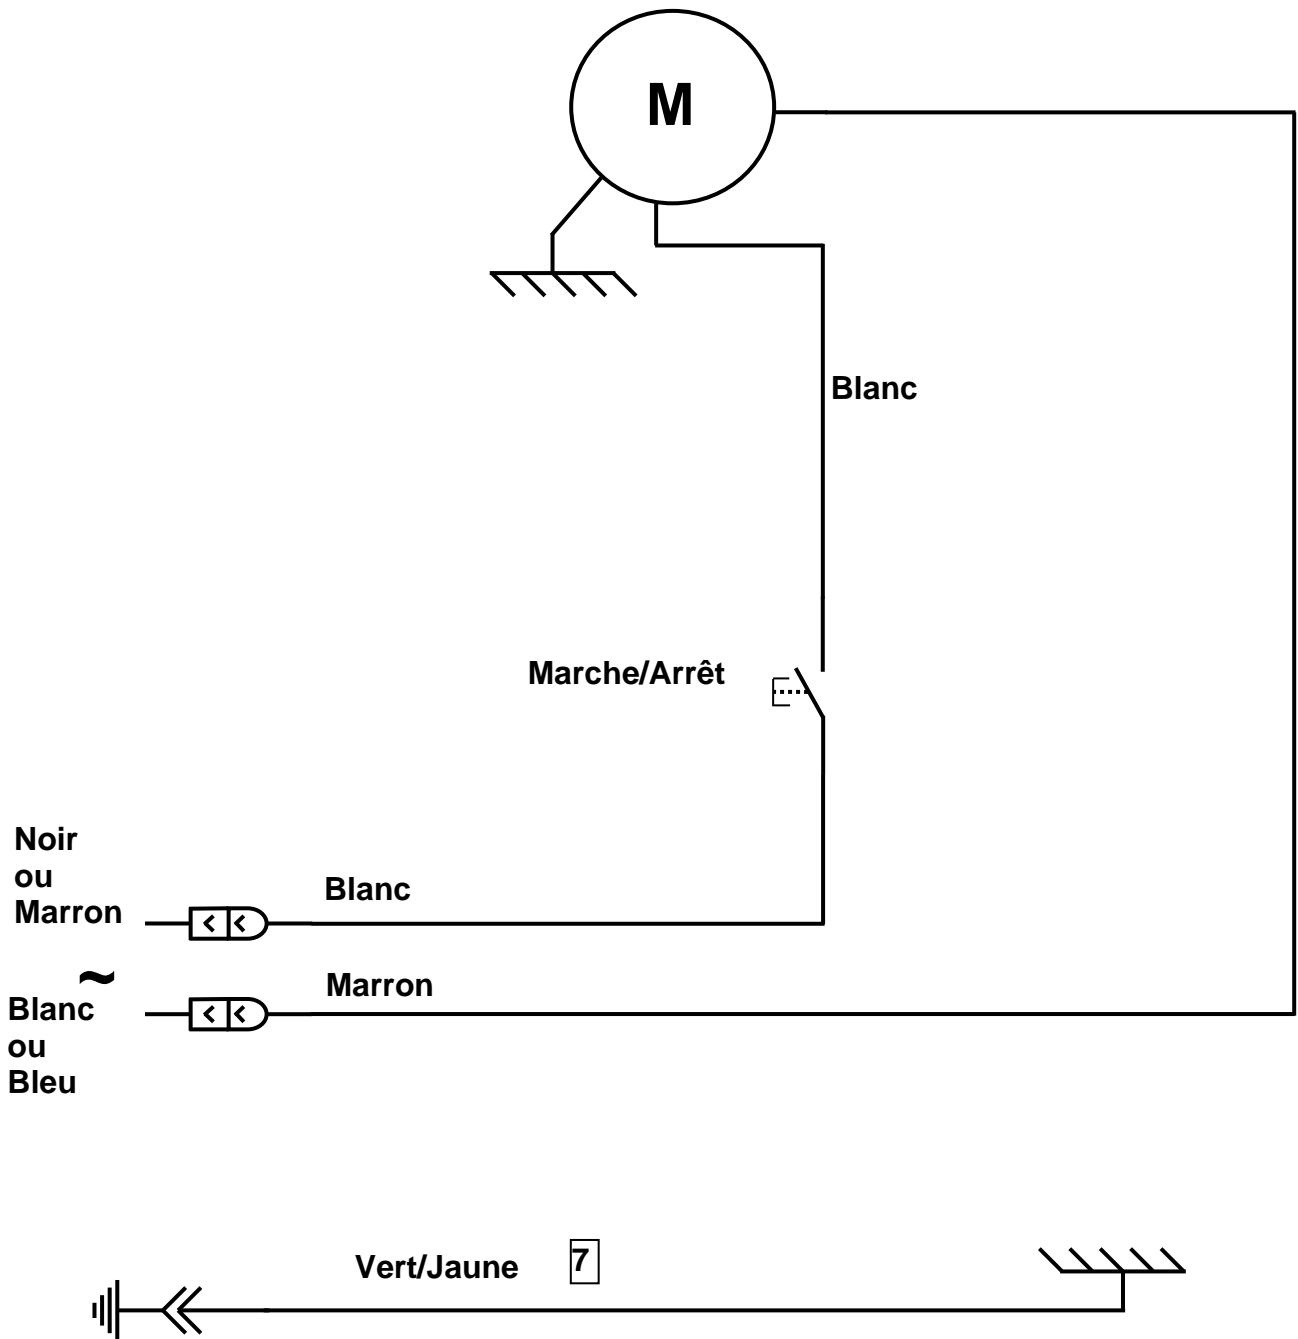 M
Blanc
Marche/Arrêt
Noir
ou
Marron
Blanc
~
Marron
Blanc
ou
Bleu
Vert/Jaune
7